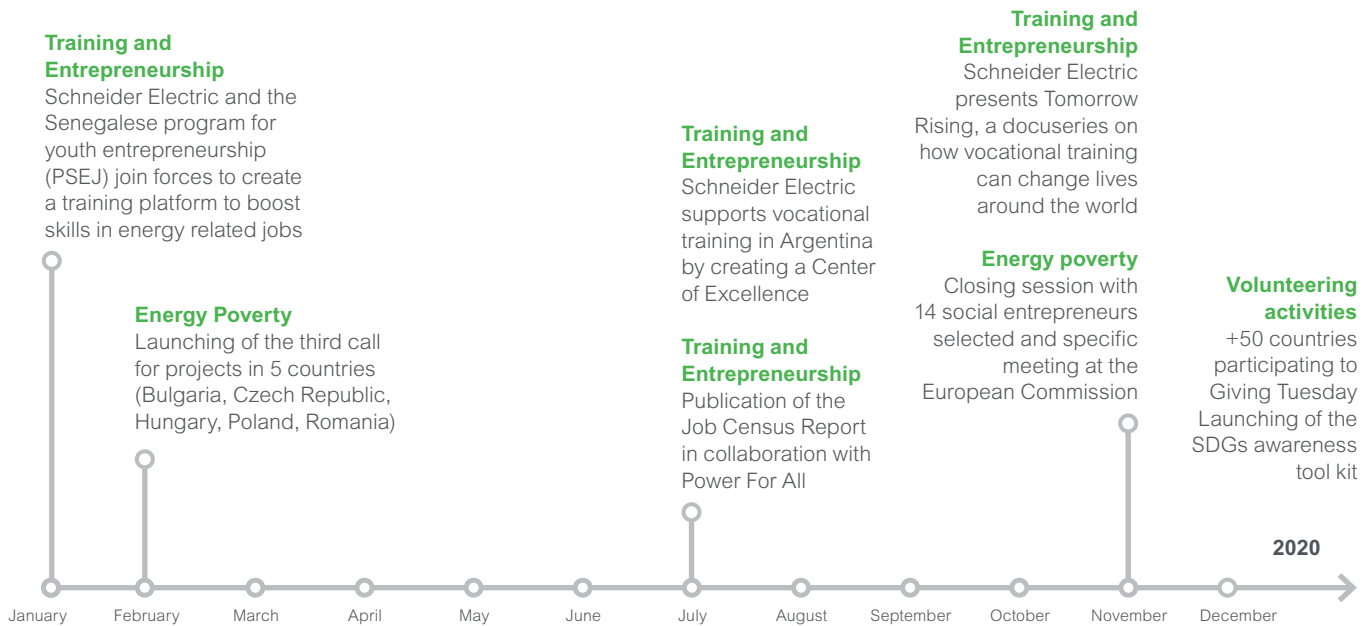 Training and
Entrepreneurship
Schneider Electric and the
Senegalese program for
youth entrepreneurship
(PSEJ) join forces to create
a training platform to boost
skills in energy related jobs
Energy Poverty
Launching of the third call
for projects in 5 countries
(Bulgaria, Czech Republic,
Hungary, Poland, Romania)
Training and
Entrepreneurship
Schneider Electric
supports vocational
training in Argentina
by creating a Center
of Excellence
Training and
Entrepreneurship
Publication of the
Job Census Report
in collaboration with
Power For All
Training and
Entrepreneurship
Schneider Electric
presents Tomorrow
Rising, a docuseries on
how vocational training
can change lives
around the world
Energy poverty
Closing session with
14 social entrepreneurs
selected and specific
meeting at the
European Commission
Volunteering
activities
+50 countries
participating to
Giving Tuesday
Launching of the
SDGs awareness
tool kit
2020
January February March April May June July August September October November December